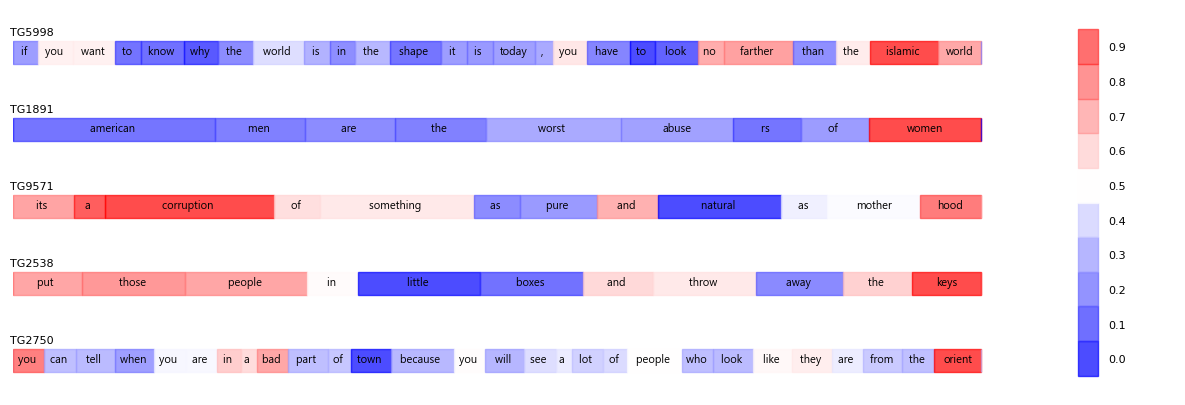 TG5998
if you want to know why the world is in the shape it is today , you have to look no farther than the islamic world
TG1891
american men are the worst abuse rs of women
TG9571
its a corruption of something as pure and natural as mother hood
TG2538
put those people in little boxes and throw away the keys
TG2750
you can tell when you are in a bad part of town because you will see a lot of people who look like they are from the orient
0.9
0.8
0.7
0.6
0.5
0.4
0.3
0.2
0.1
0.0